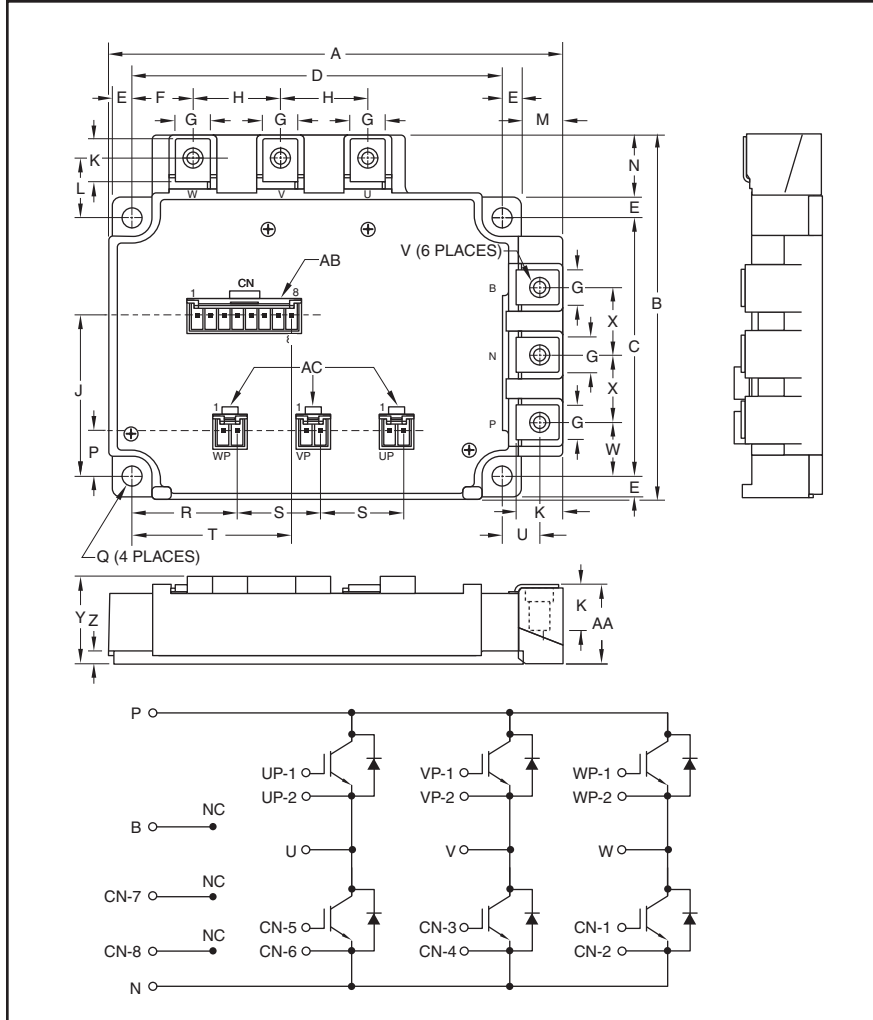 A
D
E F H H E
G G G M
K
L
N
W V U
E
AB
V (6 PLACES)
CN
1 8
B G
X
B
C
J
N G
AC
X
1 1 1
P G
P
W
WP VP UP
E
R S S K
T U
Q (4 PLACES)
Y Z K AA
P
UP-1 VP-1 WP-1
UP-2 VP-2 WP-2
NC
B
U V W
NC
CN-7
CN-5 CN-3 CN-1
NC
CN-8 CN-6 CN-4 CN-2
N